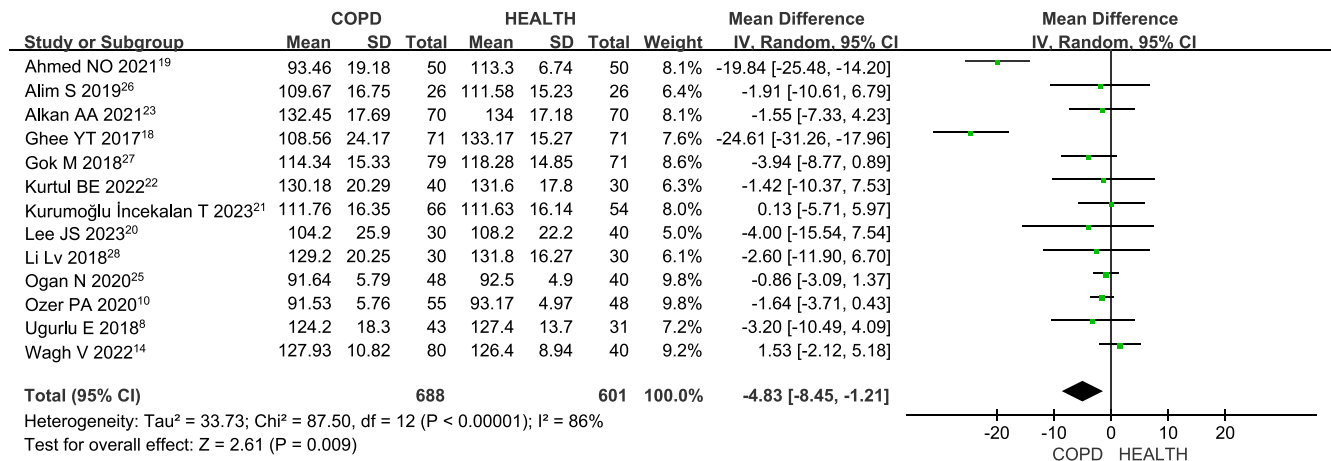 COPD HEALTH Mean Difference Mean Difference
Study or Subgroup Mean SD Total Mean SD Total Weight IV, Random, 95% CI IV, Random, 95% CI
Ahmed NO 2021¹⁹ 93.46 19.18 50 113.3 6.74 50 8.1% -19.84 [-25.48, -14.20]
Alim S 2019²⁶ 109.67 16.75 26 111.58 15.23 26 6.4% -1.91 [-10.61, 6.79]
Alkan AA 2021²³ 132.45 17.69 70 134 17.18 70 8.1% -1.55 [-7.33, 4.23]
Ghee YT 2017¹⁸ 108.56 24.17 71 133.17 15.27 71 7.6% -24.61 [-31.26, -17.96]
Gok M 2018²⁷ 114.34 15.33 79 118.28 14.85 71 8.6% -3.94 [-8.77, 0.89]
Kurtul BE 2022²² 130.18 20.29 40 131.6 17.8 30 6.3% -1.42 [-10.37, 7.53]
Kurumoğlu İncekalan T 2023²¹ 111.76 16.35 66 111.63 16.14 54 8.0% 0.13 [-5.71, 5.97]
Lee JS 2023²⁰ 104.2 25.9 30 108.2 22.2 40 5.0% -4.00 [-15.54, 7.54]
Li Lv 2018²⁸ 129.2 20.25 30 131.8 16.27 30 6.1% -2.60 [-11.90, 6.70]
Ogan N 2020²⁵ 91.64 5.79 48 92.5 4.9 40 9.8% -0.86 [-3.09, 1.37]
Ozer PA 2020¹⁰ 91.53 5.76 55 93.17 4.97 48 9.8% -1.64 [-3.71, 0.43]
Ugurlu E 2018⁸ 124.2 18.3 43 127.4 13.7 31 7.2% -3.20 [-10.49, 4.09]
Wagh V 2022¹⁴ 127.93 10.82 80 126.4 8.94 40 9.2% 1.53 [-2.12, 5.18]
Total (95% CI) 688 601 100.0% -4.83 [-8.45, -1.21]
Heterogeneity: Tau² = 33.73; Chi² = 87.50, df = 12 (P < 0.00001); I² = 86%
Test for overall effect: Z = 2.61 (P = 0.009)
-20 -10 0 10 20
COPD HEALTH